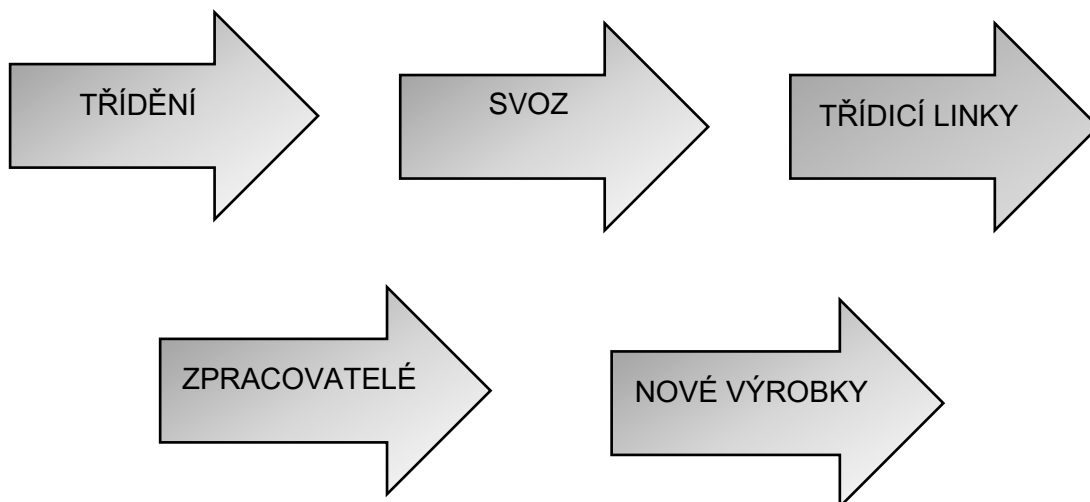 TŘÍDĚNÍ
SVOZ
TŘÍDICÍ LINKY
ZPRACOVATELÉ
NOVÉ VÝROBKY